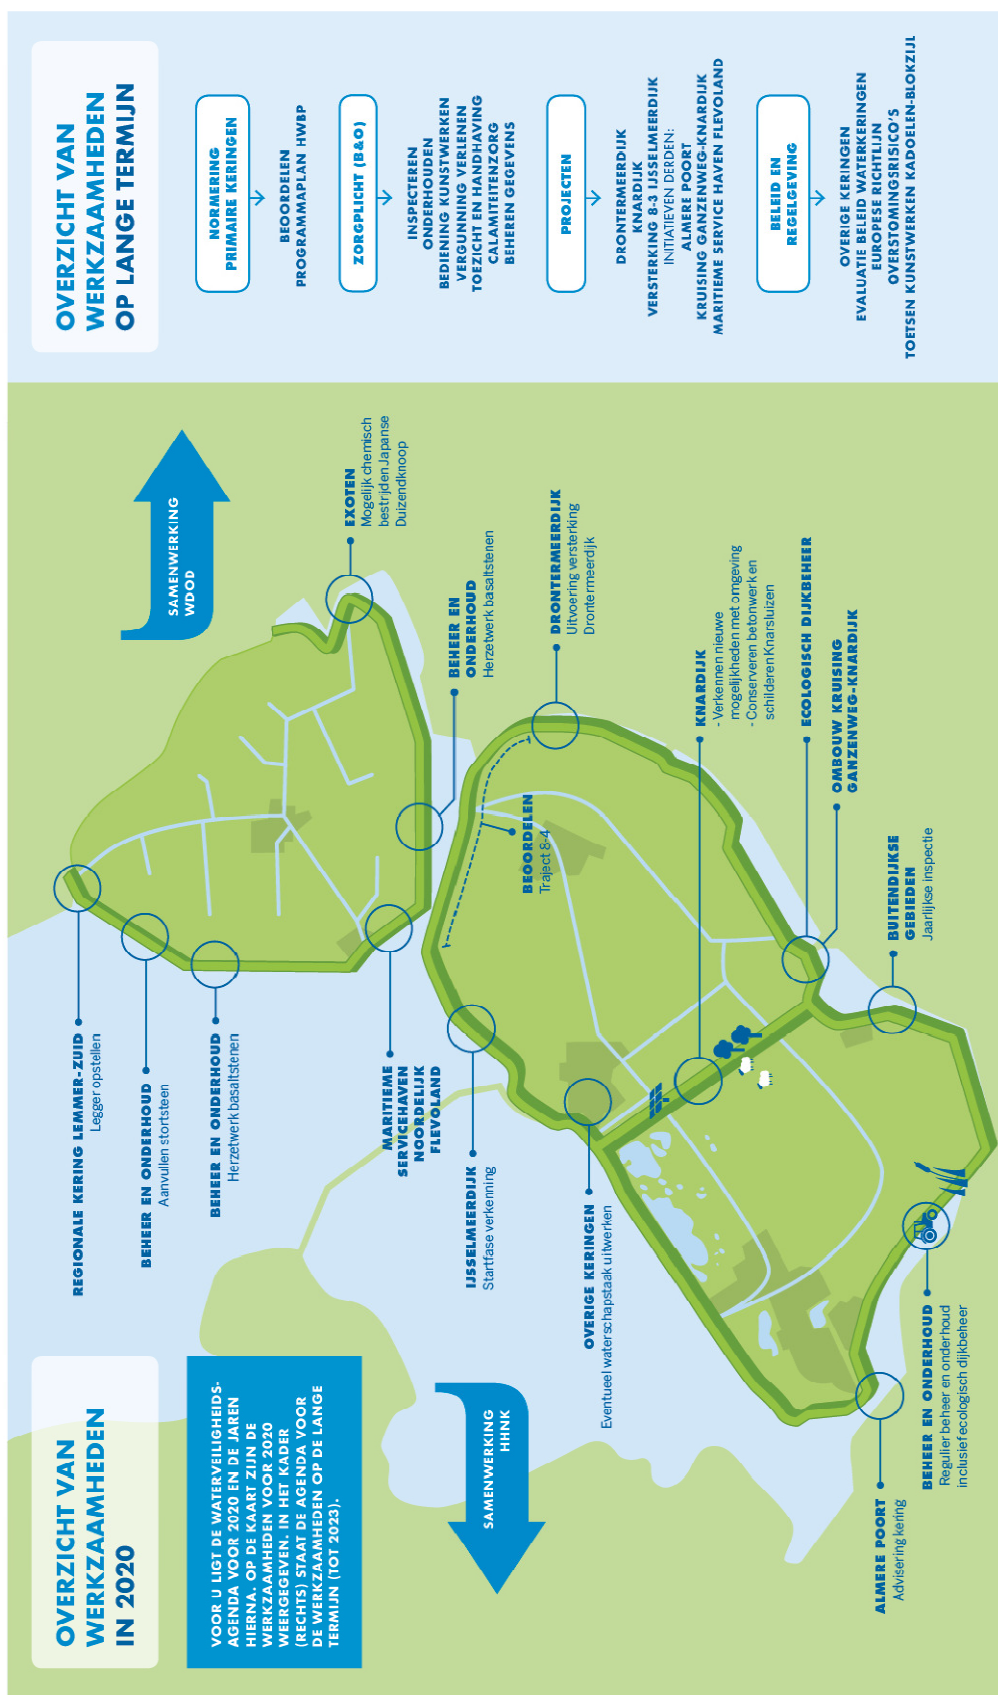 OVERZICHT VAN
WERKZAAMHEDEN
IN 2020
VOOR U LIGT DE WATERVEILIGHEIDS-
AGENDA VOOR 2020 EN DE JAREN
HIERNA. OP DE KAART ZIJN DE
WERKZAAMHEDEN VOOR 2020
WEERGEGEVEN. IN HET KADER
(RECHTS) STAAT DE AGENDA VOOR
DE WERKZAAMHEDEN OP DE LANGE
TERMIJN (TOT 2023).
SAMENWERKING
HHNK
REGIONALE KERING LEMMER-ZUID
Legger opstellen
BEHEER EN ONDERHOUD
Aanvullen stortsteen
BEHEER EN ONDERHOUD
Herzetwerk basaltstenen
MARITIEME
SERVICEHAVEN
NOORDELIJK
FLEVOLAND
IJSSELMEERDIJK
Startfase verkenning
OVERIGE KERINGEN
Eventueel waterschapstaak uitwerken
ALMERE POORT
Advisering kering
BEHEER EN ONDERHOUD
Regulier beheer en onderhoud
inclusief ecologisch dijkbeheer
SAMENWERKING
WDOD
EXOTEN
Mogelijk chemisch
bestrijden Japanse
Duizendknoop
BEHEER EN
ONDERHOUD
Herzetwerk basaltstenen
DRONTERMEERDIJK
Uitvoering versterking
Drontermeerdijk
BEOORDELEN
Traject 8-4
KNARDIJK
- Verkennen nieuwe
mogelijkheden met omgeving
- Conserveren betonwerk en
schilderen Knarsluizen
ECOLOGISCH DIJKBEHEER
OMBOUW KRUISING
GANZENWEG-KNARDIJK
BUITENDIJKSE
GEBIEDEN
Jaarlijkse inspectie
OVERZICHT VAN
WERKZAAMHEDEN
OP LANGE TERMIJN
NORMERING
PRIMAIRE KERINGEN
BEOORDELEN
PROGRAMMAPLAN HWBP
ZORGPLICHT (B&O)
INSPECTEREN
ONDERHOUDEN
BEDIENING KUNSTWERKEN
VERGUNNING VERLENEN
TOEZICHT EN HANDHAVING
CALAMITEITENZORG
BEHEREN GEGEVENS
PROJECTEN
DRONTERMEERDIJK
KNARDIJK
VERSTERKING 8-3 IJSSELMEERDIJK
INITIATIEVEN DERDEN:
ALMERE POORT
KRUISING GANZENWEG-KNARDIJK
MARITIEME SERVICE HAVEN FLEVOLAND
BELEID EN
REGELGEVING
OVERIGE KERINGEN
EVALUATIE BELEID WATERKERINGEN
EUROPESE RICHTLIJN
OVERSTOMINGSRISICO'S
TOETSEN KUNSTWERKEN KADOELEN-BLOKZIJL